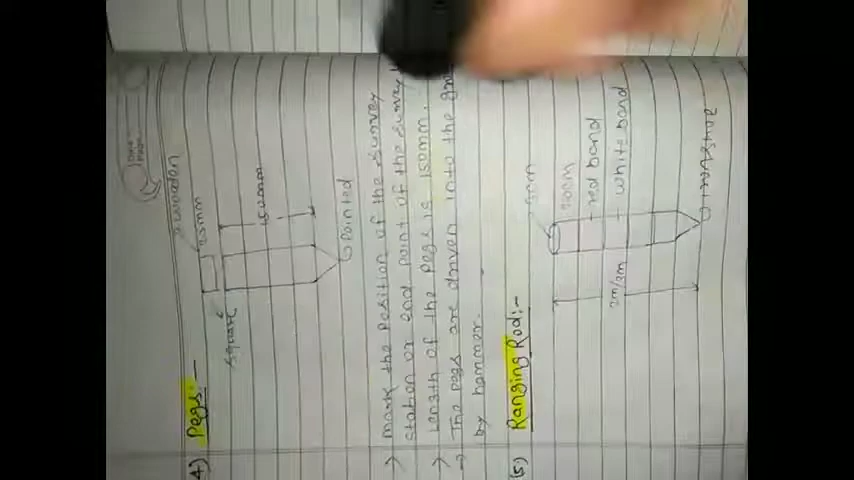 4) Pegs:-
wooden
25mm
square
150mm
pointed
> mark the position of the survey
station or end point of the survey
> Length of the pegs is 150mm.
→ The pegs are driven into the
by hammer.
(5) Ranging Rod:-
20cm
red band
white band
2m/3m